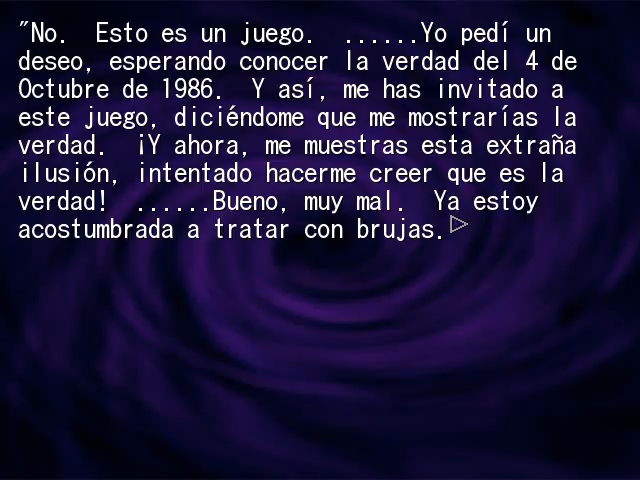 "No.  Esto es un juego.  ......Yo pedí un
deseo, esperando conocer la verdad del 4 de
Octubre de 1986.  Y así, me has invitado a
este juego, diciéndome que me mostrarías la
verdad.  ¡Y ahora, me muestras esta extraña
ilusión, intentado hacerme creer que es la
verdad!  ......Bueno, muy mal.  Ya estoy
acostumbrada a tratar con brujas.